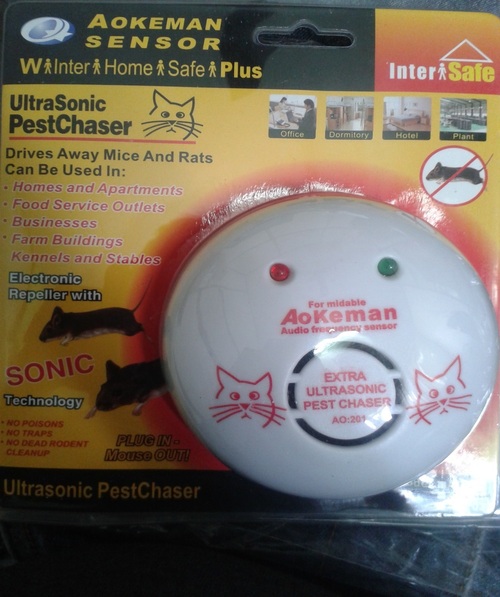 AOKEMAN
SENSOR
WInter Home Safe Plus
InterSafe
UltraSonic
PestChaser
Office
Dormitory
Hotel
Plant
Drives Away Mice And Rats
Can Be Used In:
• Homes and Apartments
• Food Service Outlets
• Businesses
• Farm Buildings
Kennels and Stables
Electronic
Repeller with
SONIC
Technology
• NO POISONS
• NO TRAPS
• NO DEAD RODENT
CLEANUP
PLUG IN -
Mouse OUT!
Ultrasonic PestChaser
For midable
AoKeman
Audio frnquency sensor
EXTRA
ULTRASONIC
PEST CHASER
AO:201